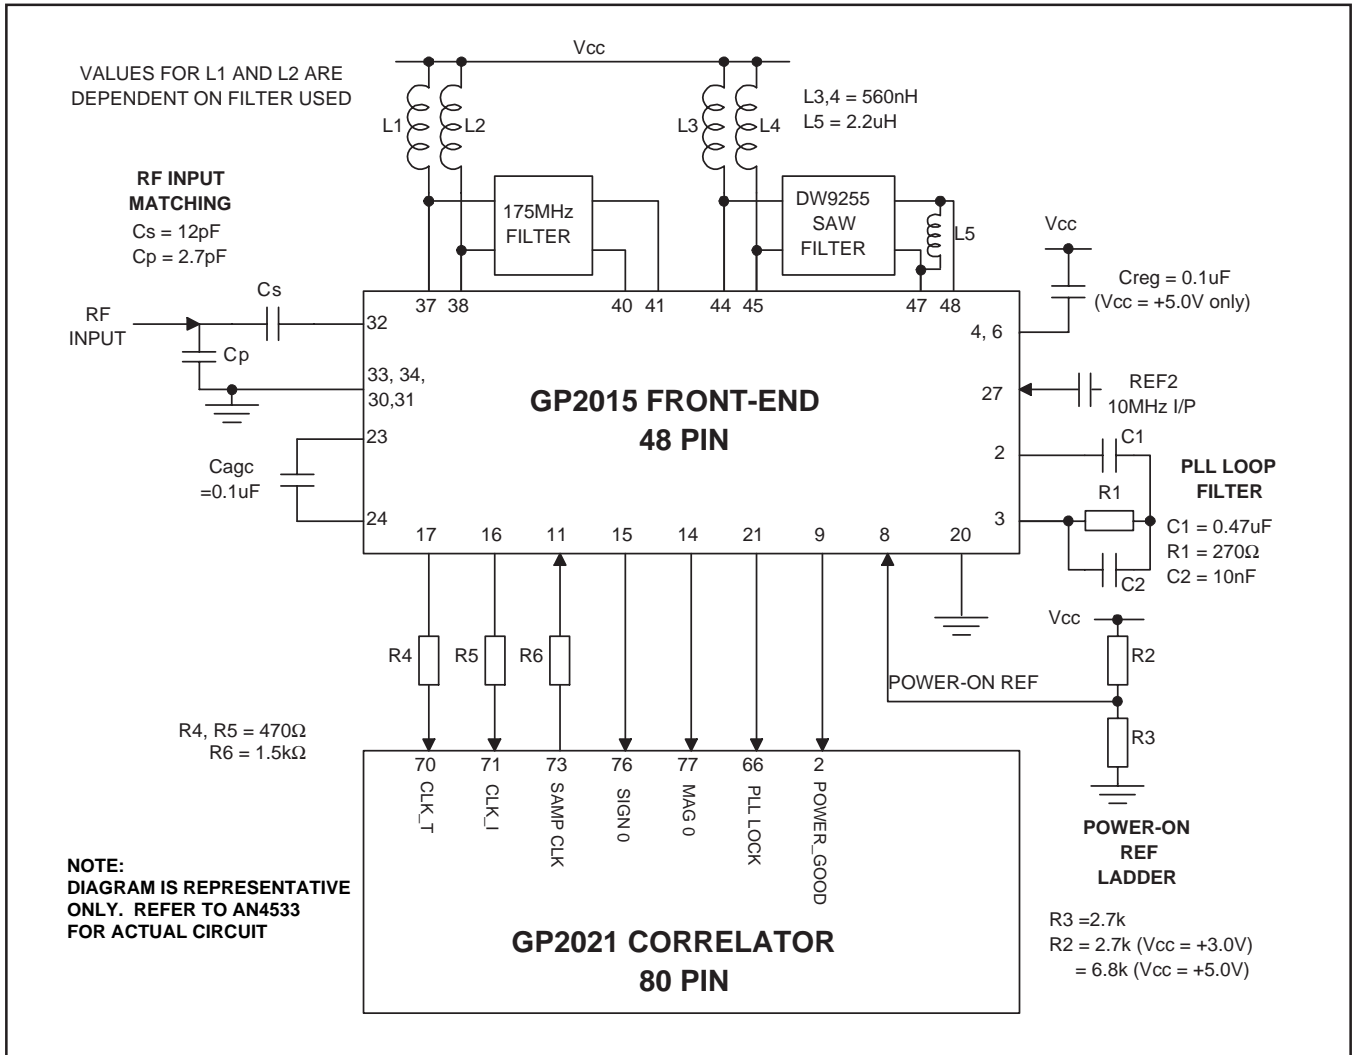 Vcc
VALUES FOR L1 AND L2 ARE
DEPENDENT ON FILTER USED
L1
L2
L3
L4
L3,4 = 560nH
L5 = 2.2uH
RF INPUT
MATCHING
Cs = 12pF
Cp = 2.7pF
175MHz
FILTER
DW9255
SAW
FILTER
L5
Vcc
Creg = 0.1uF
(Vcc = +5.0V only)
Cs
RF
INPUT
Cp
37
38
40
41
44
45
47
48
32
4, 6
33, 34,
30,31
27
REF2
10MHz I/P
GP2015 FRONT-END
48 PIN
23
24
Cagc
=0.1uF
2
C1
R1
3
C2
PLL LOOP
FILTER
C1 = 0.47uF
R1 = 270Ω
C2 = 10nF
17
16
11
15
14
21
9
8
20
Vcc
R4
R5
R6
R2
POWER-ON REF
R3
R4, R5 = 470Ω
R6 = 1.5kΩ
70
71
73
76
77
66
2
CLK_T
CLK_I
SAMP CLK
SIGN 0
MAG 0
PLL LOCK
POWER_GOOD
POWER-ON
REF
LADDER
NOTE:
DIAGRAM IS REPRESENTATIVE
ONLY. REFER TO AN4533
FOR ACTUAL CIRCUIT
GP2021 CORRELATOR
80 PIN
R3 =2.7k
R2 = 2.7k (Vcc = +3.0V)
= 6.8k (Vcc = +5.0V)